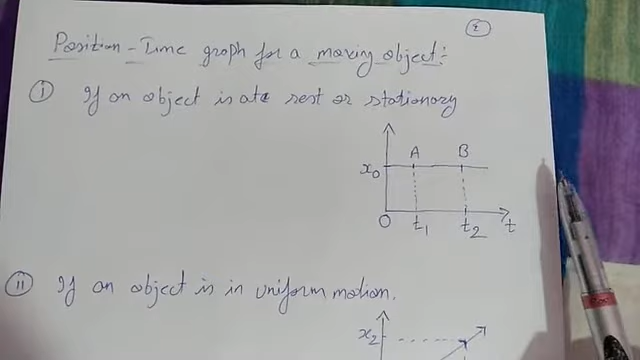 3
Position - Time graph for a moving object :
i If an object is at rest or stationary
A B
x0
O t1 t2 t
ii If an object is in uniform motion.
x2